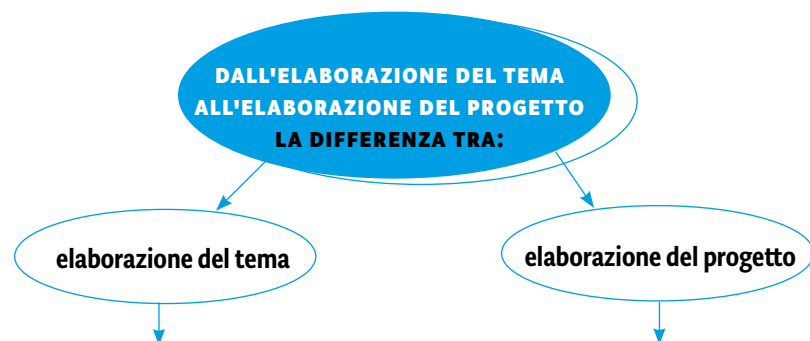 DALL'ELABORAZIONE DEL TEMA
ALL'ELABORAZIONE DEL PROGETTO
LA DIFFERENZA TRA:
elaborazione del tema
elaborazione del progetto